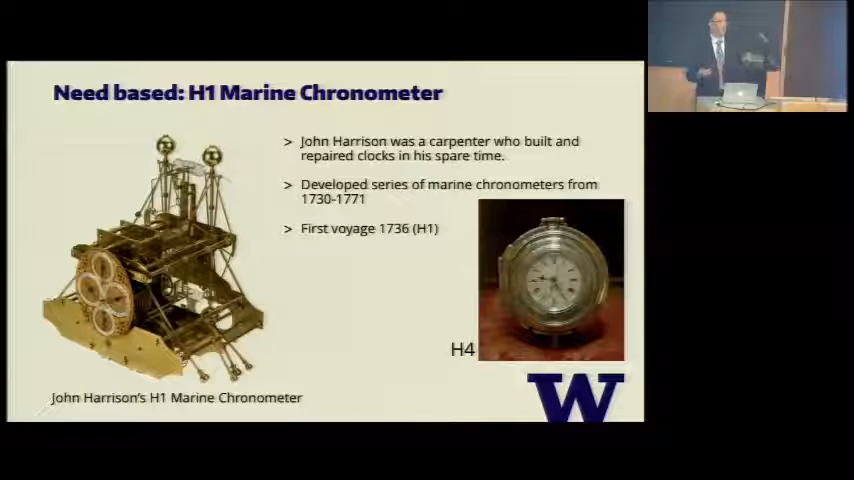 Need based: H1 Marine Chronometer
> John Harrison was a carpenter who built and
repaired clocks in his spare time.
> Developed series of marine chronometers from
1730-1771
> First voyage 1736 (H1)
H4
W
John Harrison's H1 Marine Chronometer